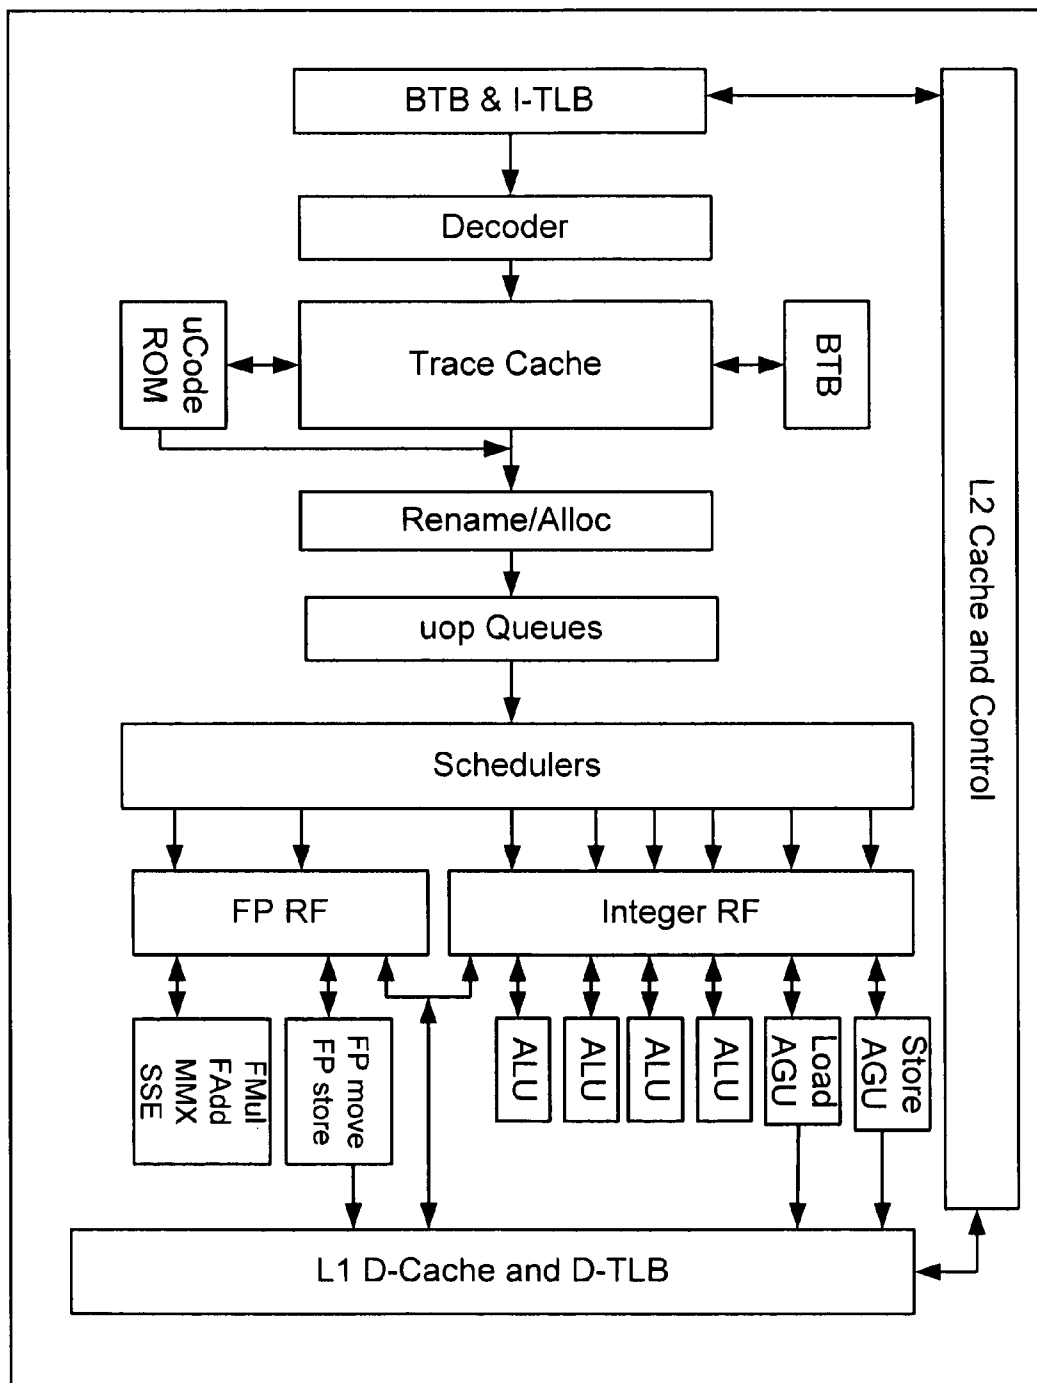 BTB & I-TLB
Decoder
uCode
ROM
Trace Cache
BTB
L2 Cache and Control
Rename/Alloc
uop Queues
Schedulers
FP RF
Integer RF
FMul
FAdd
MMX
SSE
FP move
FP store
ALU
ALU
ALU
ALU
Load
AGU
Store
AGU
L1 D-Cache and D-TLB